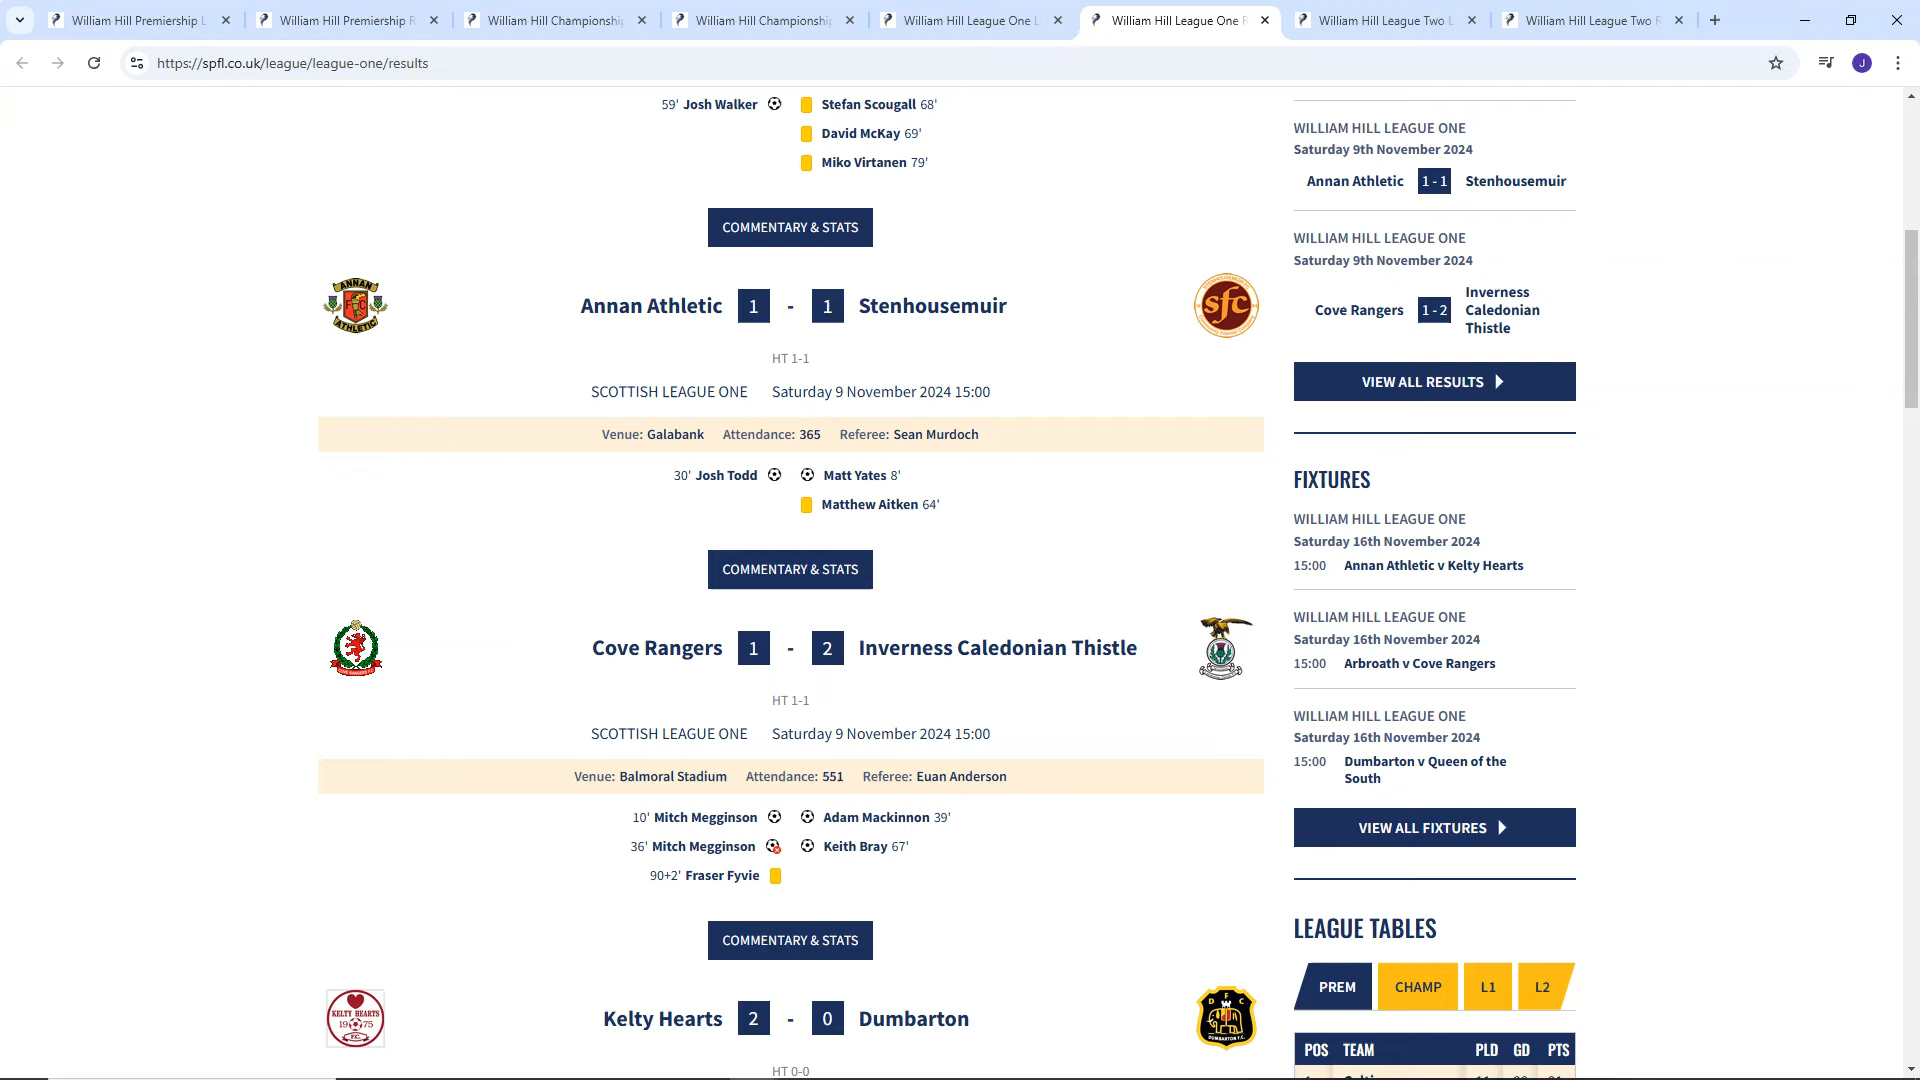 William Hill Premiership L
William Hill Premiership R
William Hill Championship
William Hill Championship
William Hill League One L
William Hill League One R
William Hill League Two L
William Hill League Two R
https://spfl.co.uk/league/league-one/results
J
59' Josh Walker
Stefan Scougall 68'
David McKay 69'
Miko Virtanen 79'
COMMENTARY & STATS
ANNAN
FC
ATHLETIC
Annan Athletic 1 - 1 Stenhousemuir
sfc
HT 1-1
SCOTTISH LEAGUE ONE Saturday 9 November 2024 15:00
Venue: Galabank Attendance: 365 Referee: Sean Murdoch
30' Josh Todd
Matt Yates 8'
Matthew Aitken 64'
COMMENTARY & STATS
Cove Rangers 1 - 2 Inverness Caledonian Thistle
HT 1-1
SCOTTISH LEAGUE ONE Saturday 9 November 2024 15:00
Venue: Balmoral Stadium Attendance: 551 Referee: Euan Anderson
10' Mitch Megginson
Adam Mackinnon 39'
36' Mitch Megginson
Keith Bray 67'
90+2' Fraser Fyvie
COMMENTARY & STATS
KELTY HEARTS
1975
F.C.
Kelty Hearts 2 - 0 Dumbarton
D F C
DUMBARTON F.C.
HT 0-0
WILLIAM HILL LEAGUE ONE
Saturday 9th November 2024
Annan Athletic 1 - 1 Stenhousemuir
WILLIAM HILL LEAGUE ONE
Saturday 9th November 2024
Cove Rangers 1 - 2 Inverness
Caledonian
Thistle
VIEW ALL RESULTS
FIXTURES
WILLIAM HILL LEAGUE ONE
Saturday 16th November 2024
15:00 Annan Athletic v Kelty Hearts
WILLIAM HILL LEAGUE ONE
Saturday 16th November 2024
15:00 Arbroath v Cove Rangers
WILLIAM HILL LEAGUE ONE
Saturday 16th November 2024
15:00 Dumbarton v Queen of the
South
VIEW ALL FIXTURES
LEAGUE TABLES
PREM CHAMP L1 L2
POS TEAM PLD GD PTS